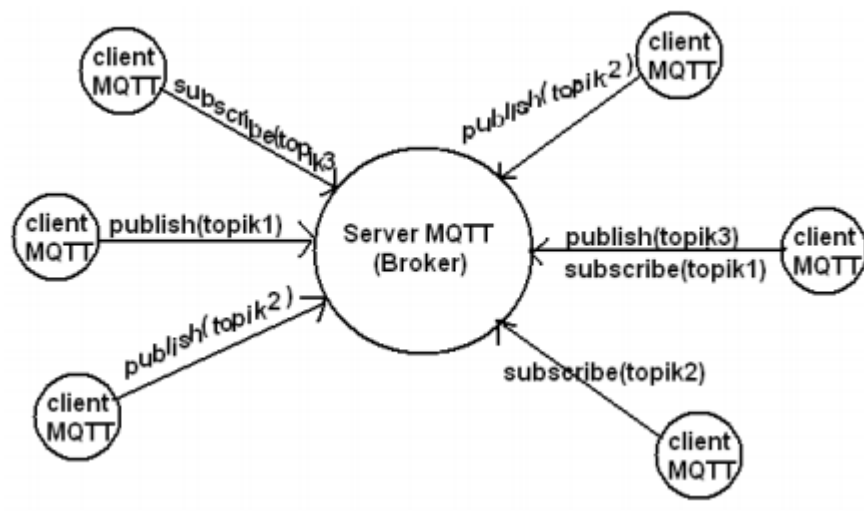 client
MQTT
subscribe(topik3
client
MQTT
publish(topik2)
client
MQTT
publish(topik1)
Server MQTT
(Broker)
publish(topik3)
subscribe(topik1)
client
MQTT
publish(topik2)
client
MQTT
subscribe(topik2)
client
MQTT